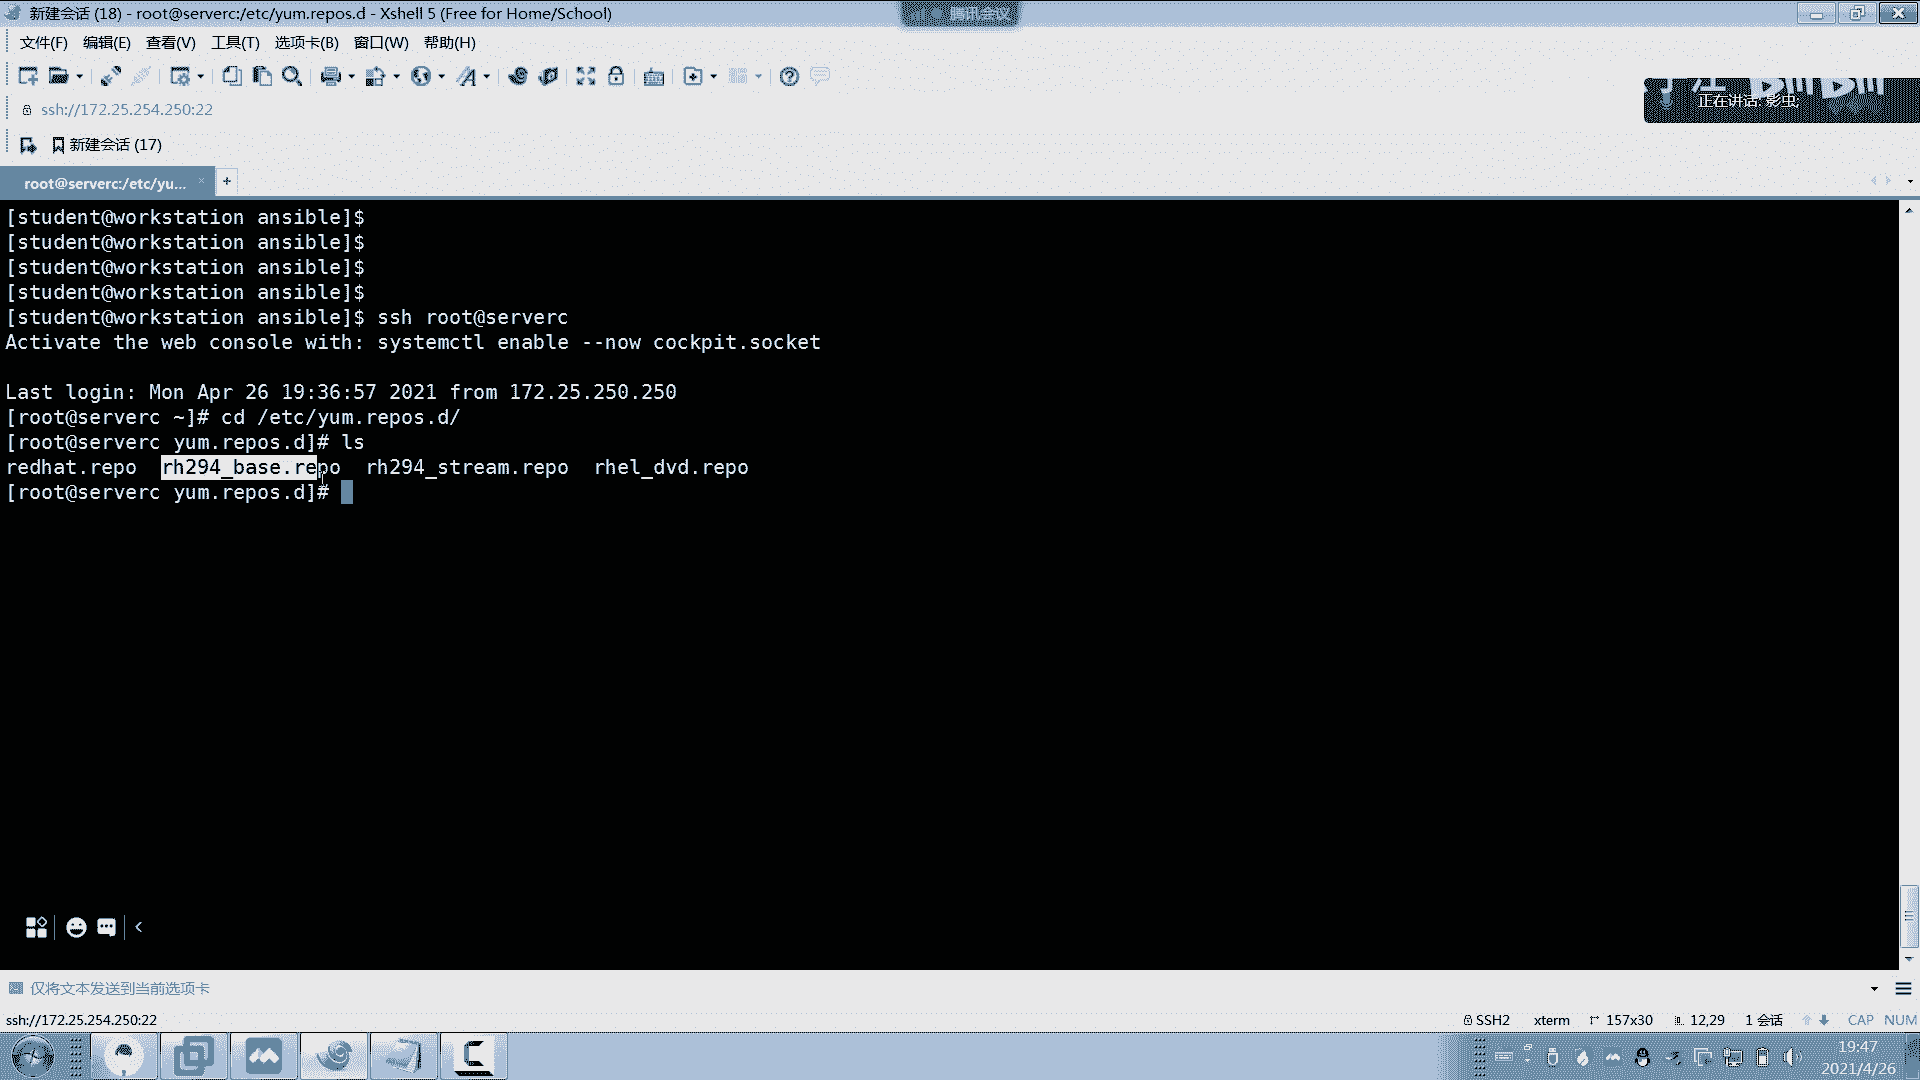 新建会话 (18) - root@serverc:/etc/yum.repos.d - Xshell 5 (Free for Home/School)
腾讯会议
文件(F) 编辑(E) 查看(V) 工具(T) 选项卡(B) 窗口(W) 帮助(H)
ssh://172.25.254.250:22
正在讲话: 影虫;
新建会话 (17)
root@serverc:/etc/yu...
[student@workstation ansible]$
[student@workstation ansible]$
[student@workstation ansible]$
[student@workstation ansible]$
[student@workstation ansible]$ ssh root@serverc
Activate the web console with: systemctl enable --now cockpit.socket
Last login: Mon Apr 26 19:36:57 2021 from 172.25.250.250
[root@serverc ~]# cd /etc/yum.repos.d/
[root@serverc yum.repos.d]# ls
redhat.repo rh294_base.repo rh294_stream.repo rhel_dvd.repo
[root@serverc yum.repos.d]#
仅将文本发送到当前选项卡
ssh://172.25.254.250:22 SSH2 xterm 157x30 12,29 1 会话 CAP NUM
19:47
2021/4/26